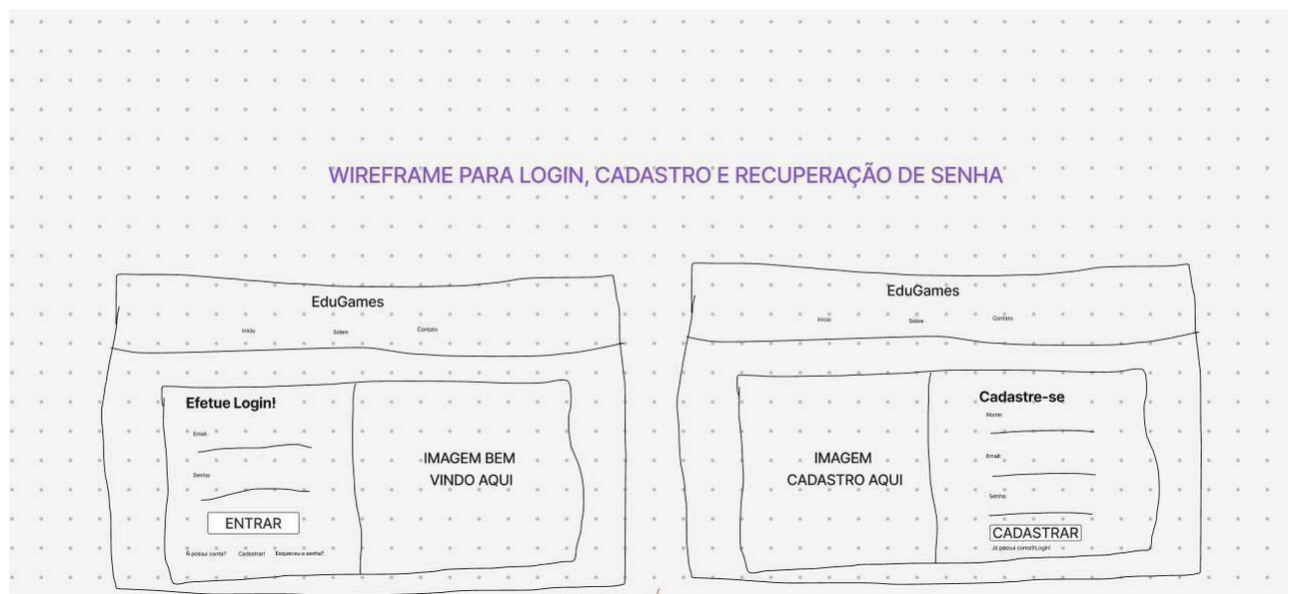 WIREFRAME PARA LOGIN, CADASTRO E RECUPERAÇÃO DE SENHA
EduGames
Início Sobre Contato
Efetue Login!
Email:
Senha:
ENTRAR
Ñ possui conta? Cadastrar! Esqueceu a senha?
IMAGEM BEM
VINDO AQUI
EduGames
Início Sobre Contato
IMAGEM
CADASTRO AQUI
Cadastre-se
Nome:
Email:
Senha:
CADASTRAR
Já possui conta?Login!